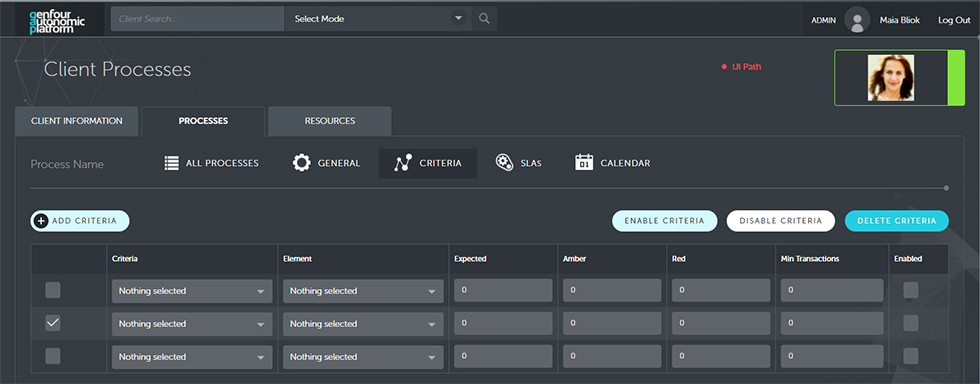 genfour
autonomic
platform
Client Search...
Select Mode
ADMIN
Maia Bliok
Log Out
Client Processes
UI Path
CLIENT INFORMATION
PROCESSES
RESOURCES
Process Name
ALL PROCESSES
GENERAL
CRITERIA
01
SLAS
CALENDAR
+ ADD CRITERIA
ENABLE CRITERIA
DISABLE CRITERIA
DELETE CRITERIA
Criteria Element Expected Amber Red Min Transactions Enabled
Nothing selected Nothing selected 0 0 0 0
Nothing selected Nothing selected 0 0 0 0
Nothing selected Nothing selected 0 0 0 0